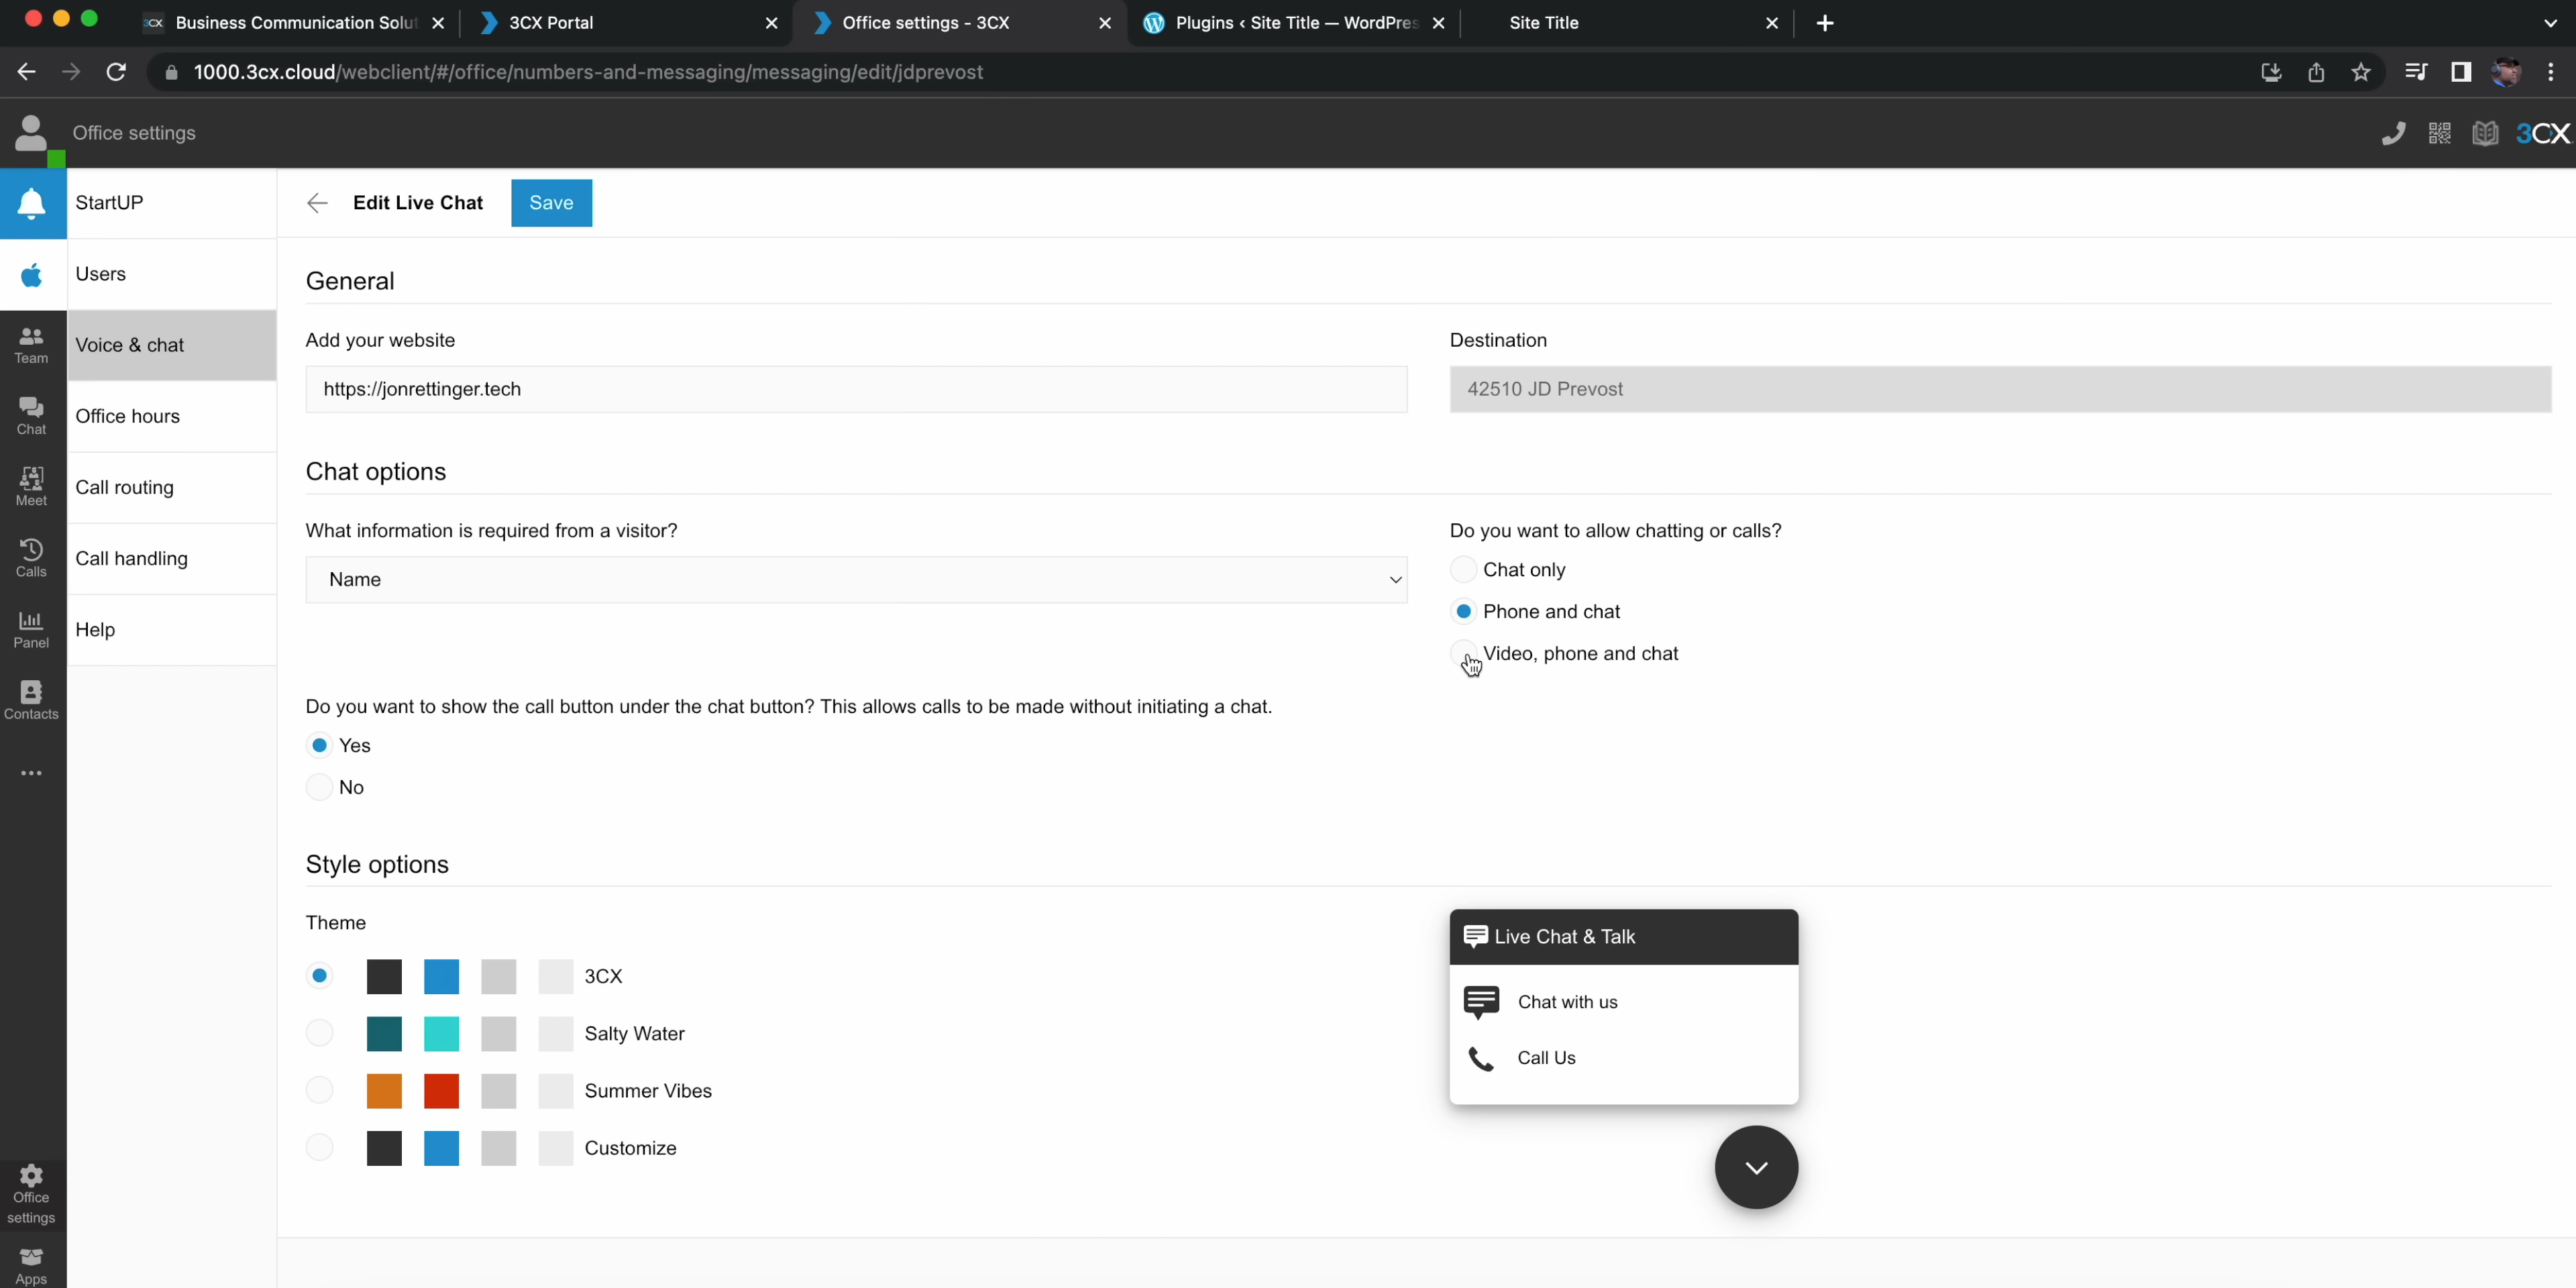 3CX Business Communication Solut
3CX Portal
Office settings - 3CX
Plugins ‹ Site Title — WordPres
Site Title
1000.3cx.cloud/webclient/#/office/numbers-and-messaging/messaging/edit/jdprevost
Office settings
3CX
StartUP
Edit Live Chat
Save
Users
Team
Voice & chat
Chat
Office hours
Meet
Call routing
Calls
Call handling
Panel
Help
Contacts
Office
settings
Apps
General
Add your website
Destination
https://jonrettinger.tech
42510 JD Prevost
Chat options
What information is required from a visitor?
Do you want to allow chatting or calls?
Name
Chat only
Phone and chat
Video, phone and chat
Do you want to show the call button under the chat button? This allows calls to be made without initiating a chat.
Yes
No
Style options
Theme
3CX
Salty Water
Summer Vibes
Customize
Live Chat & Talk
Chat with us
Call Us